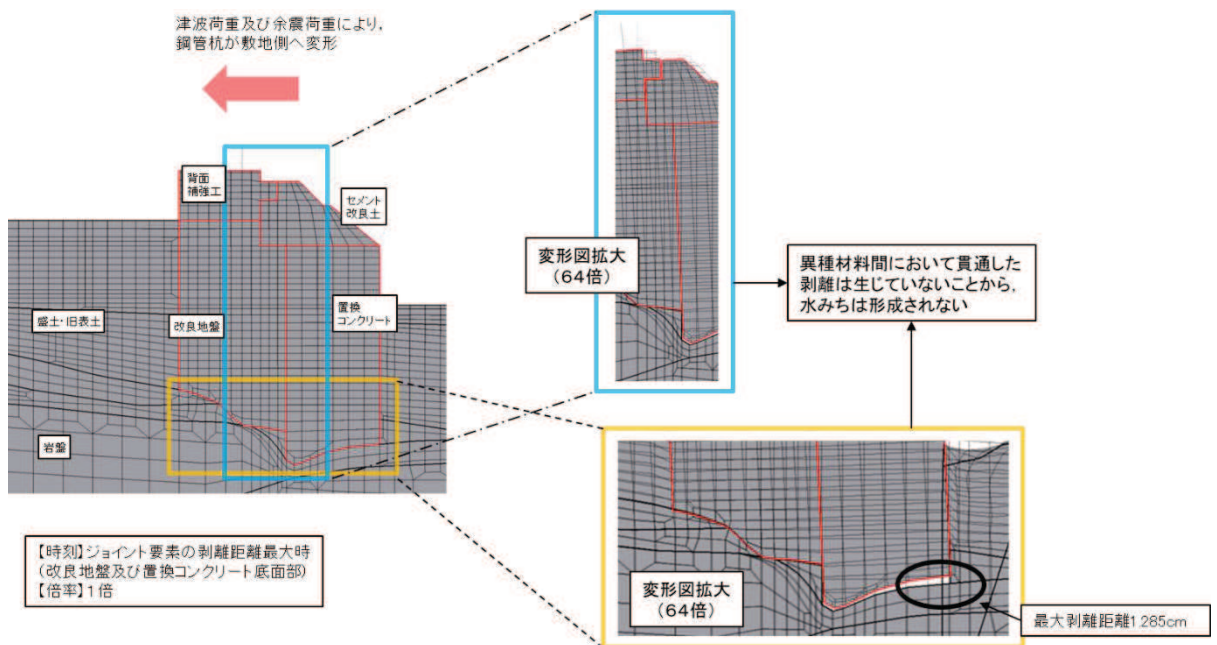 津波荷重及び余震荷重により，
鋼管杭が敷地側へ変形
背面
補強工
セメント
改良土
変形図拡大
（64倍）
異種材料間において貫通した
剥離は生じていないことから，
水みちは形成されない
盛土・旧表土
改良地盤
置換
コンクリート
岩盤
【時刻】ジョイント要素の剥離距離最大時
（改良地盤及び置換コンクリート底面部）
【倍率】1倍
変形図拡大
（64倍）
最大剥離距離1.285cm